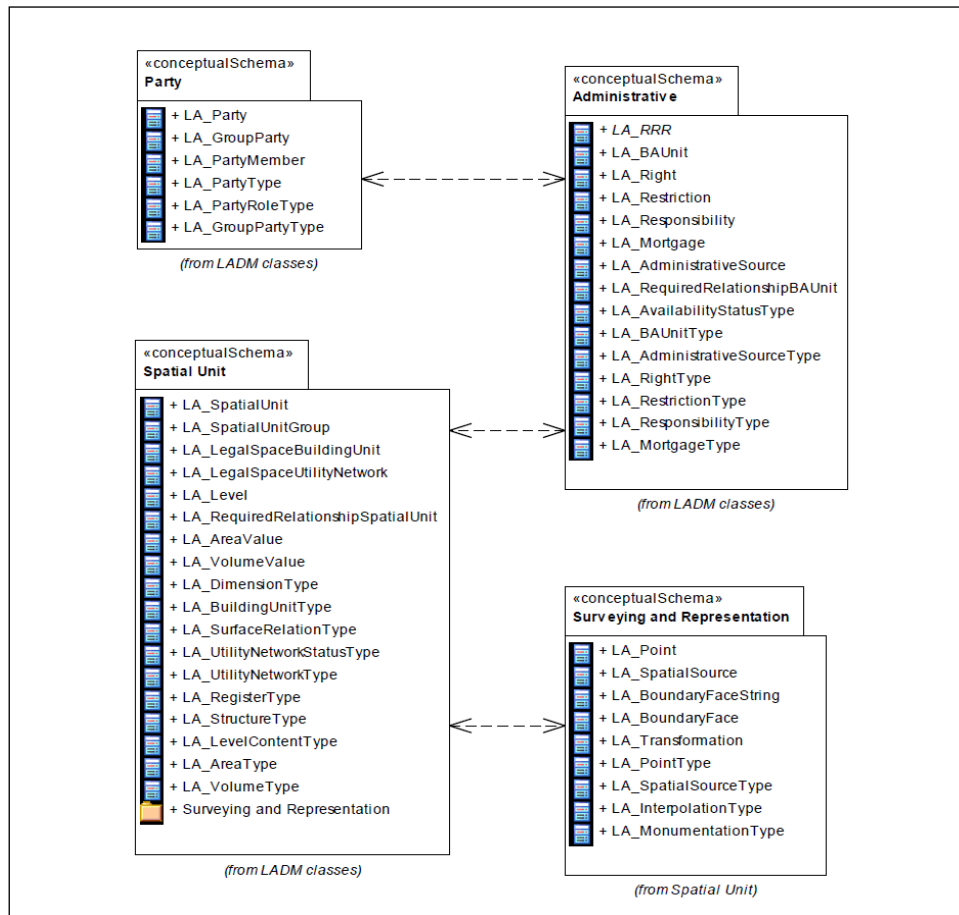 «conceptualSchema»
Party
+ LA_Party
+ LA_GroupParty
+ LA_PartyMember
+ LA_PartyType
+ LA_PartyRoleType
+ LA_GroupPartyType
(from LADM classes)
«conceptualSchema»
Administrative
+ LA_RRR
+ LA_BAUnit
+ LA_Right
+ LA_Restriction
+ LA_Responsibility
+ LA_Mortgage
+ LA_AdministrativeSource
+ LA_RequiredRelationshipBAUnit
+ LA_AvailabilityStatusType
+ LA_BAUnitType
+ LA_AdministrativeSourceType
+ LA_RightType
+ LA_RestrictionType
+ LA_ResponsibilityType
+ LA_MortgageType
(from LADM classes)
«conceptualSchema»
Spatial Unit
+ LA_SpatialUnit
+ LA_SpatialUnitGroup
+ LA_LegalSpaceBuildingUnit
+ LA_LegalSpaceUtilityNetwork
+ LA_Level
+ LA_RequiredRelationshipSpatialUnit
+ LA_AreaValue
+ LA_VolumeValue
+ LA_DimensionType
+ LA_BuildingUnitType
+ LA_SurfaceRelationType
+ LA_UtilityNetworkStatusType
+ LA_UtilityNetworkType
+ LA_RegisterType
+ LA_StructureType
+ LA_LevelContentType
+ LA_AreaType
+ LA_VolumeType
+ Surveying and Representation
(from LADM classes)
«conceptualSchema»
Surveying and Representation
+ LA_Point
+ LA_SpatialSource
+ LA_BoundaryFaceString
+ LA_BoundaryFace
+ LA_Transformation
+ LA_PointType
+ LA_SpatialSourceType
+ LA_InterpolationType
+ LA_MonumentationType
(from Spatial Unit)